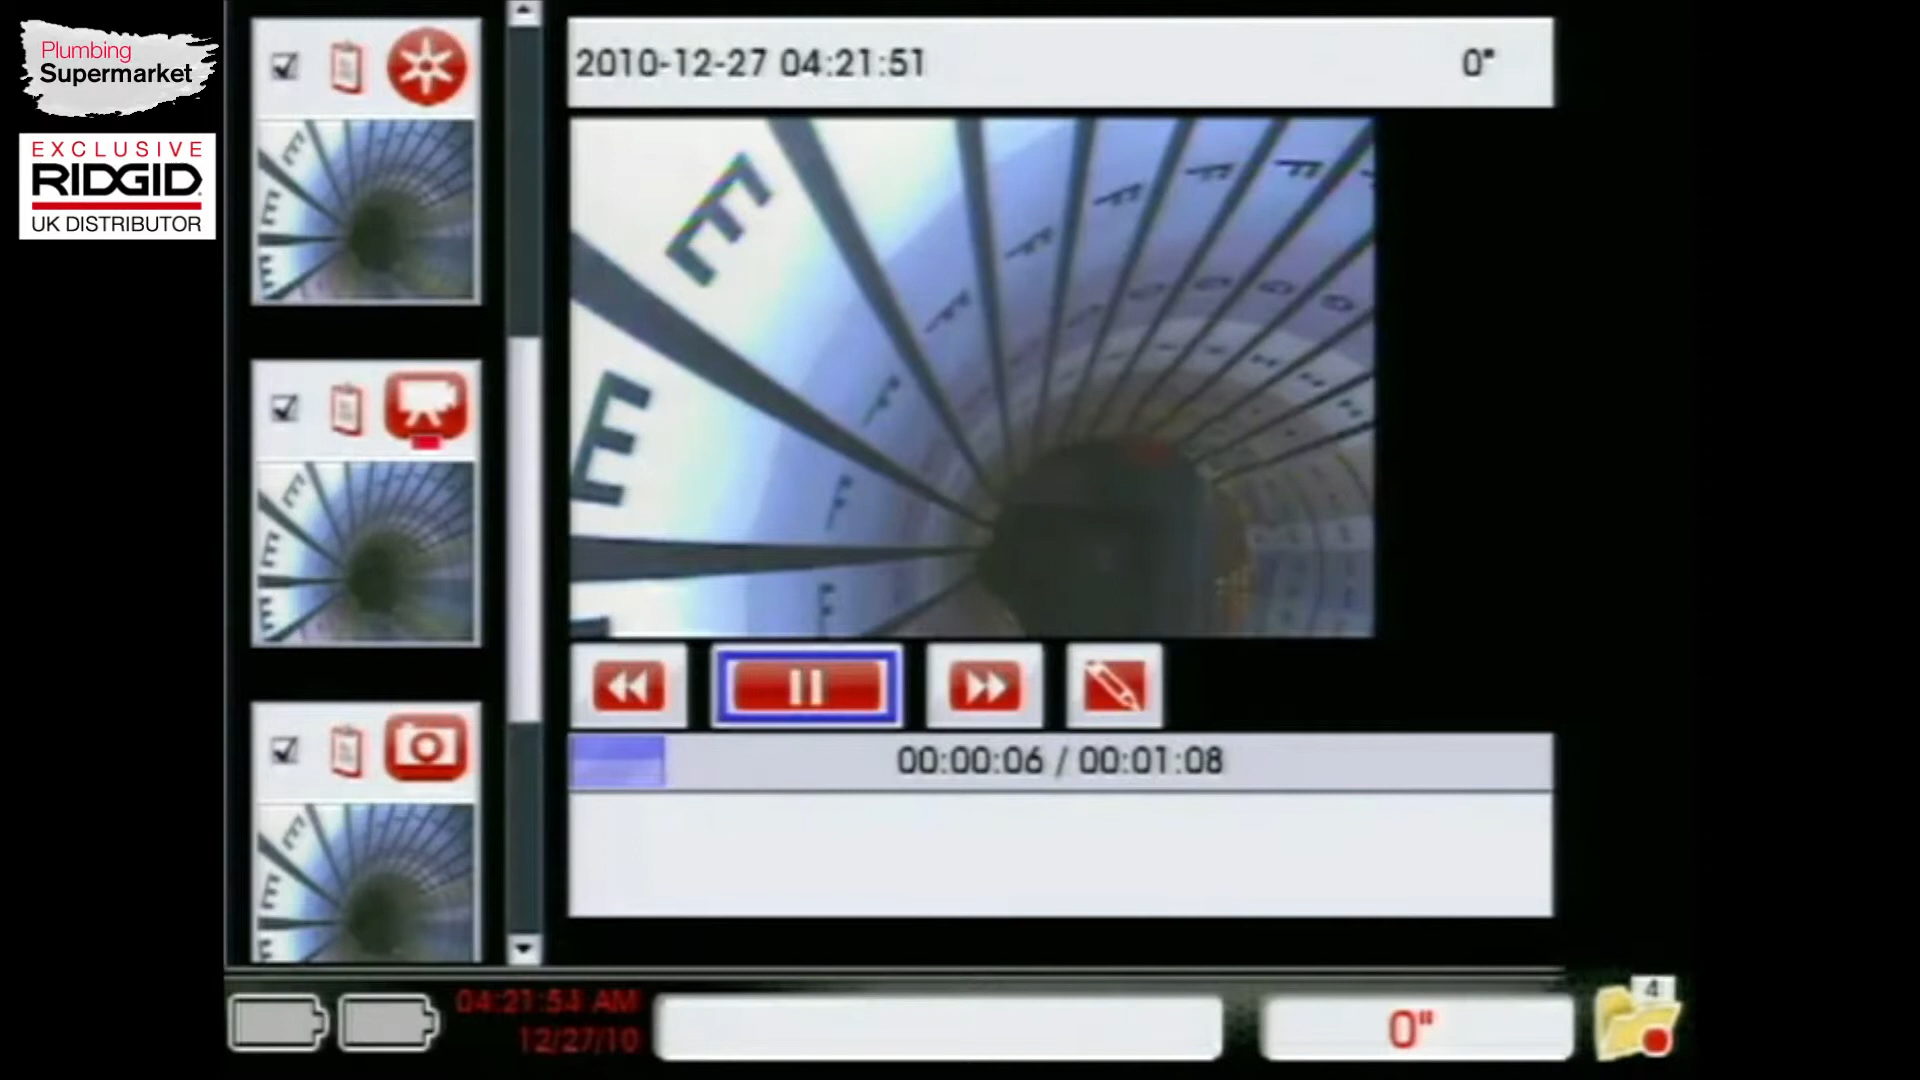 Plumbing
Supermarket
EXCLUSIVE
RIDGID
UK DISTRIBUTOR
2010-12-27 04:21:51
0"
E
E
E
E
E
E
E
E
E
E
F
F
F
F
F
F
F
F
G
G
G
G
00:00:06 / 00:01:08
04:21:54 AM
12/27/10
0"
4